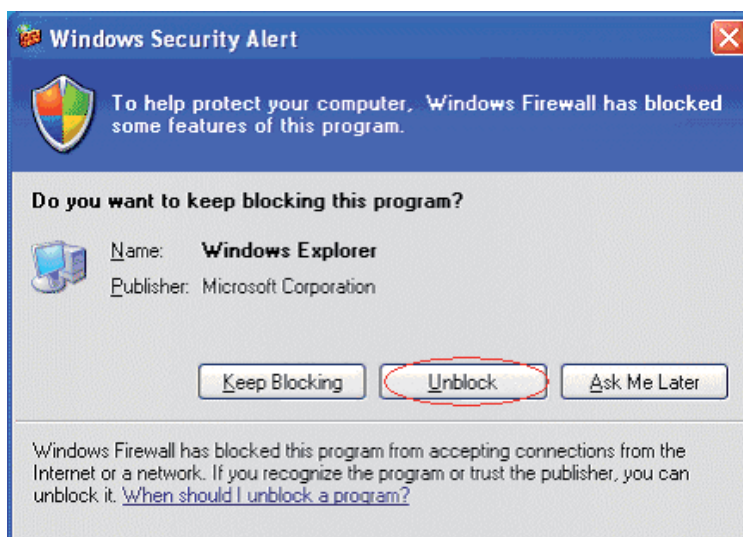 Windows Security Alert
To help protect your computer, Windows Firewall has blocked
some features of this program.
Do you want to keep blocking this program?
Name: Windows Explorer
Publisher: Microsoft Corporation
Keep Blocking Unblock Ask Me Later
Windows Firewall has blocked this program from accepting connections from the
Internet or a network. If you recognize the program or trust the publisher, you can
unblock it. When should I unblock a program?